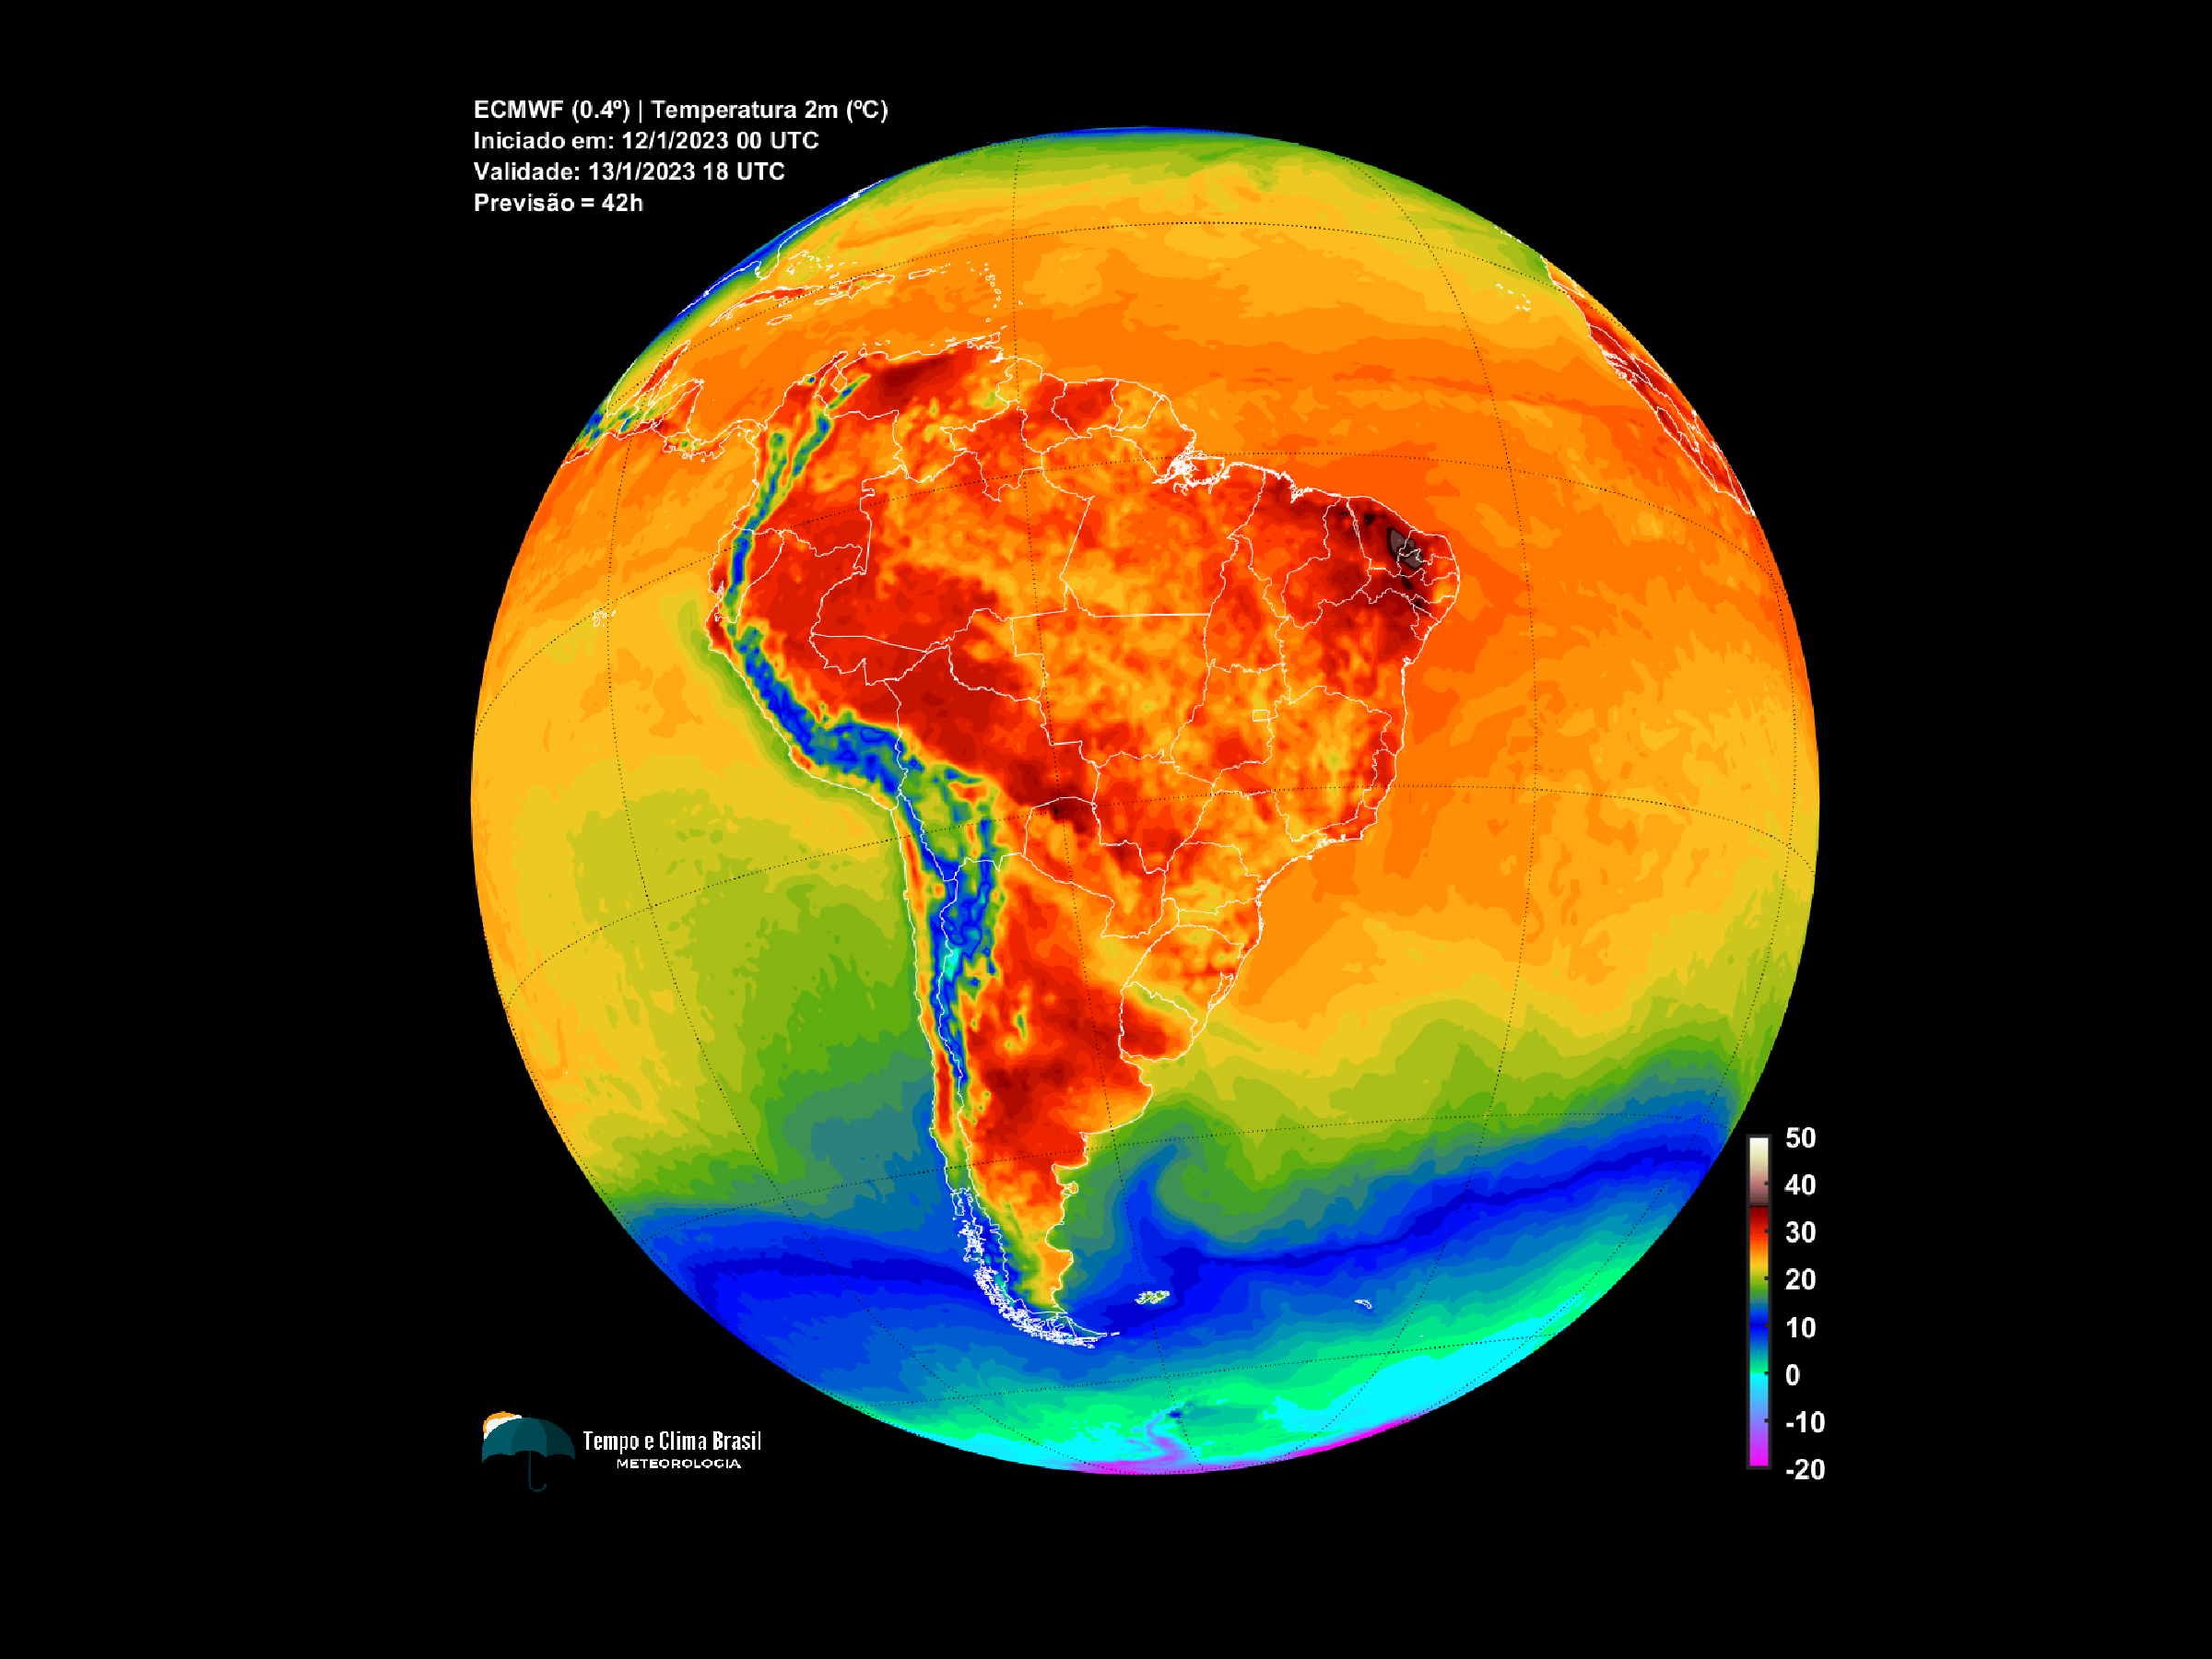 ECMWF (0.4º) | Temperatura 2m (ºC)
Iniciado em: 12/1/2023 00 UTC
Validade: 13/1/2023 18 UTC
Previsão = 42h
50
40
30
20
10
0
-10
-20
Tempo e Clima Brasil
METEOROLOGIA